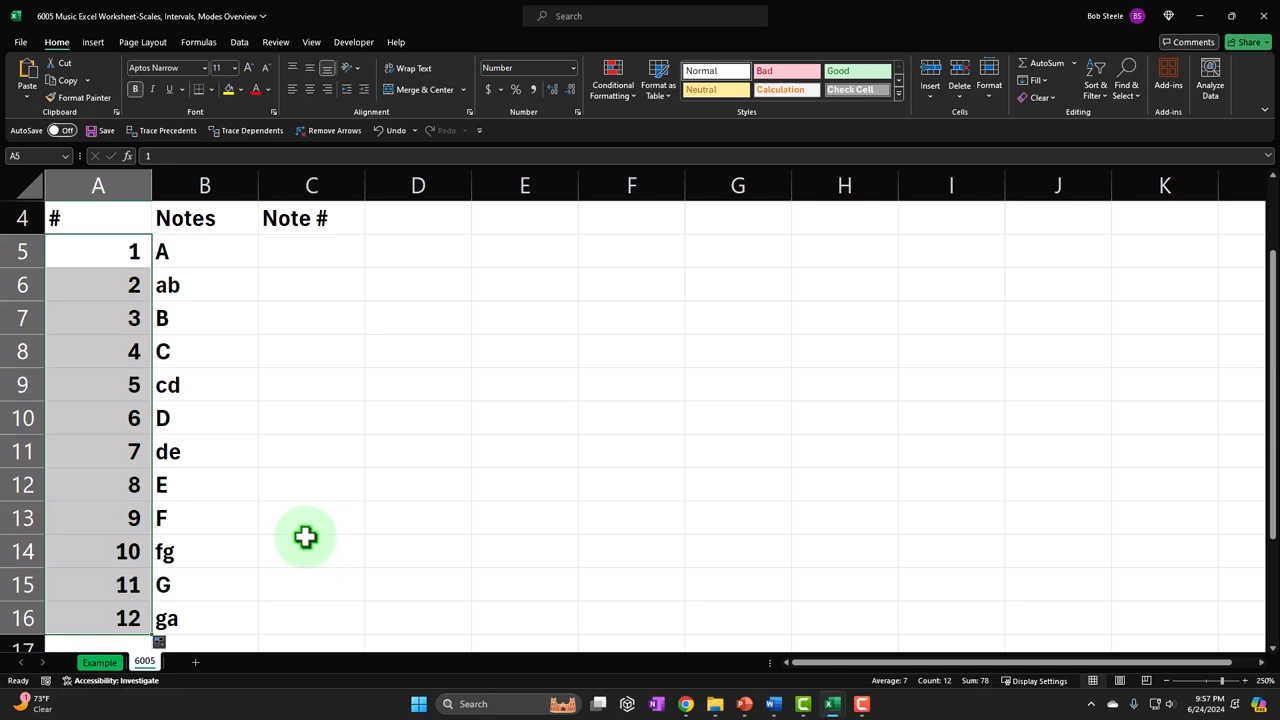 6005 Music Excel Worksheet-Scales, Intervals, Modes Overview
Search
Bob Steele BS
File Home Insert Draw Page Layout Formulas Data Review View Developer Help
Comments Share
Paste
Cut
Copy
Format Painter
Clipboard
Aptos Narrow 11
B I U
Font
Wrap Text
Merge & Center
Alignment
Number
$ % 9
Number
Conditional Formatting
Format as Table
Normal Bad Good
Neutral Calculation Check Cell
Styles
Insert Delete Format
Cells
AutoSum
Fill
Clear
Sort & Filter
Find & Select
Editing
Add-ins
Add-ins
Analyze Data
AutoSave Off Save Trace Precedents Trace Dependents Remove Arrows Undo Redo
A5 fx 1
A B C D E F G H I J K
4 # Notes Note #
5 1 A
6 2 ab
7 3 B
8 4 C
9 5 cd
10 6 D
11 7 de
12 8 E
13 9 F
14 10 fg
15 11 G
16 12 ga
17
Example 6005
Ready Accessibility: Investigate Average: 7 Count: 12 Sum: 78 Display Settings 250%
73°F
Clear
Search
9:57 PM
6/24/2024